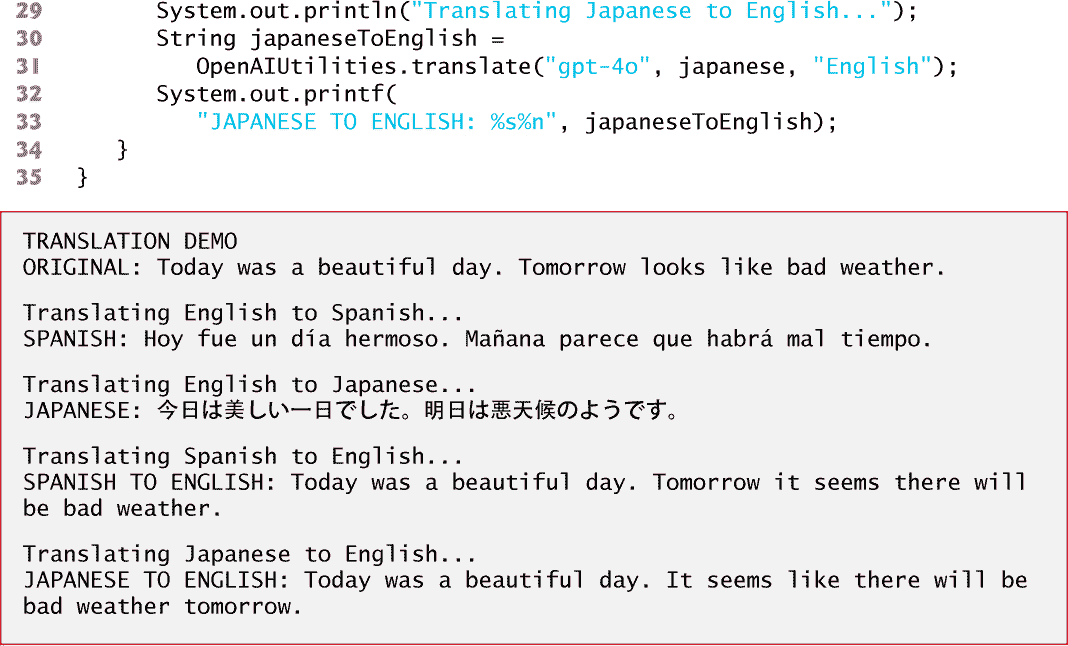 29 System.out.println("Translating Japanese to English...");
30 String japaneseToEnglish =
31 OpenAIUtilities.translate("gpt-4o", japanese, "English");
32 System.out.printf(
33 "JAPANESE TO ENGLISH: %s%n", japaneseToEnglish);
34 }
35 }
TRANSLATION DEMO
ORIGINAL: Today was a beautiful day. Tomorrow looks like bad weather.
Translating English to Spanish...
SPANISH: Hoy fue un día hermoso. Mañana parece que habrá mal tiempo.
Translating English to Japanese...
JAPANESE: 今日は美しい一日でした。明日は悪天候のようです。
Translating Spanish to English...
SPANISH TO ENGLISH: Today was a beautiful day. Tomorrow it seems there will
be bad weather.
Translating Japanese to English...
JAPANESE TO ENGLISH: Today was a beautiful day. It seems like there will be
bad weather tomorrow.